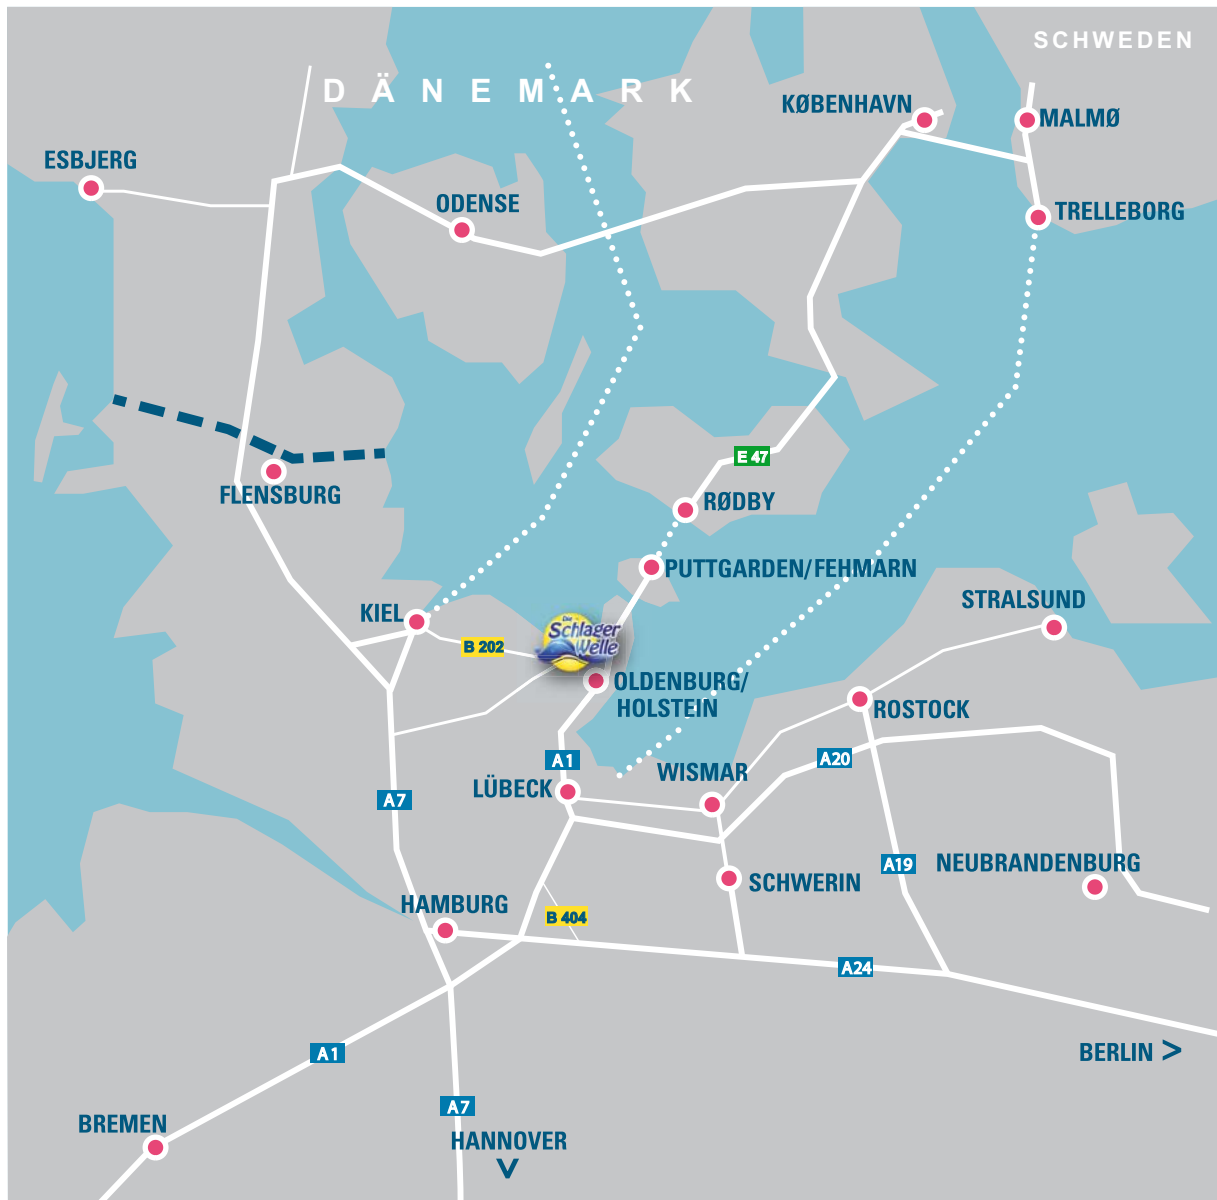 SCHWEDEN
DÄNEMARK
KØBENHAVN
MALMØ
ESBJERG
ODENSE
TRELLEBORG
E 47
FLENSBURG
RØDBY
PUTTGARDEN/FEHMARN
STRALSUND
KIEL
B 202
Die
Schlager
Welle
OLDENBURG/
HOLSTEIN
ROSTOCK
A1
A20
WISMAR
LÜBECK
A7
A19
NEUBRANDENBURG
SCHWERIN
HAMBURG
B 404
A24
BERLIN >
A1
A7
BREMEN
HANNOVER